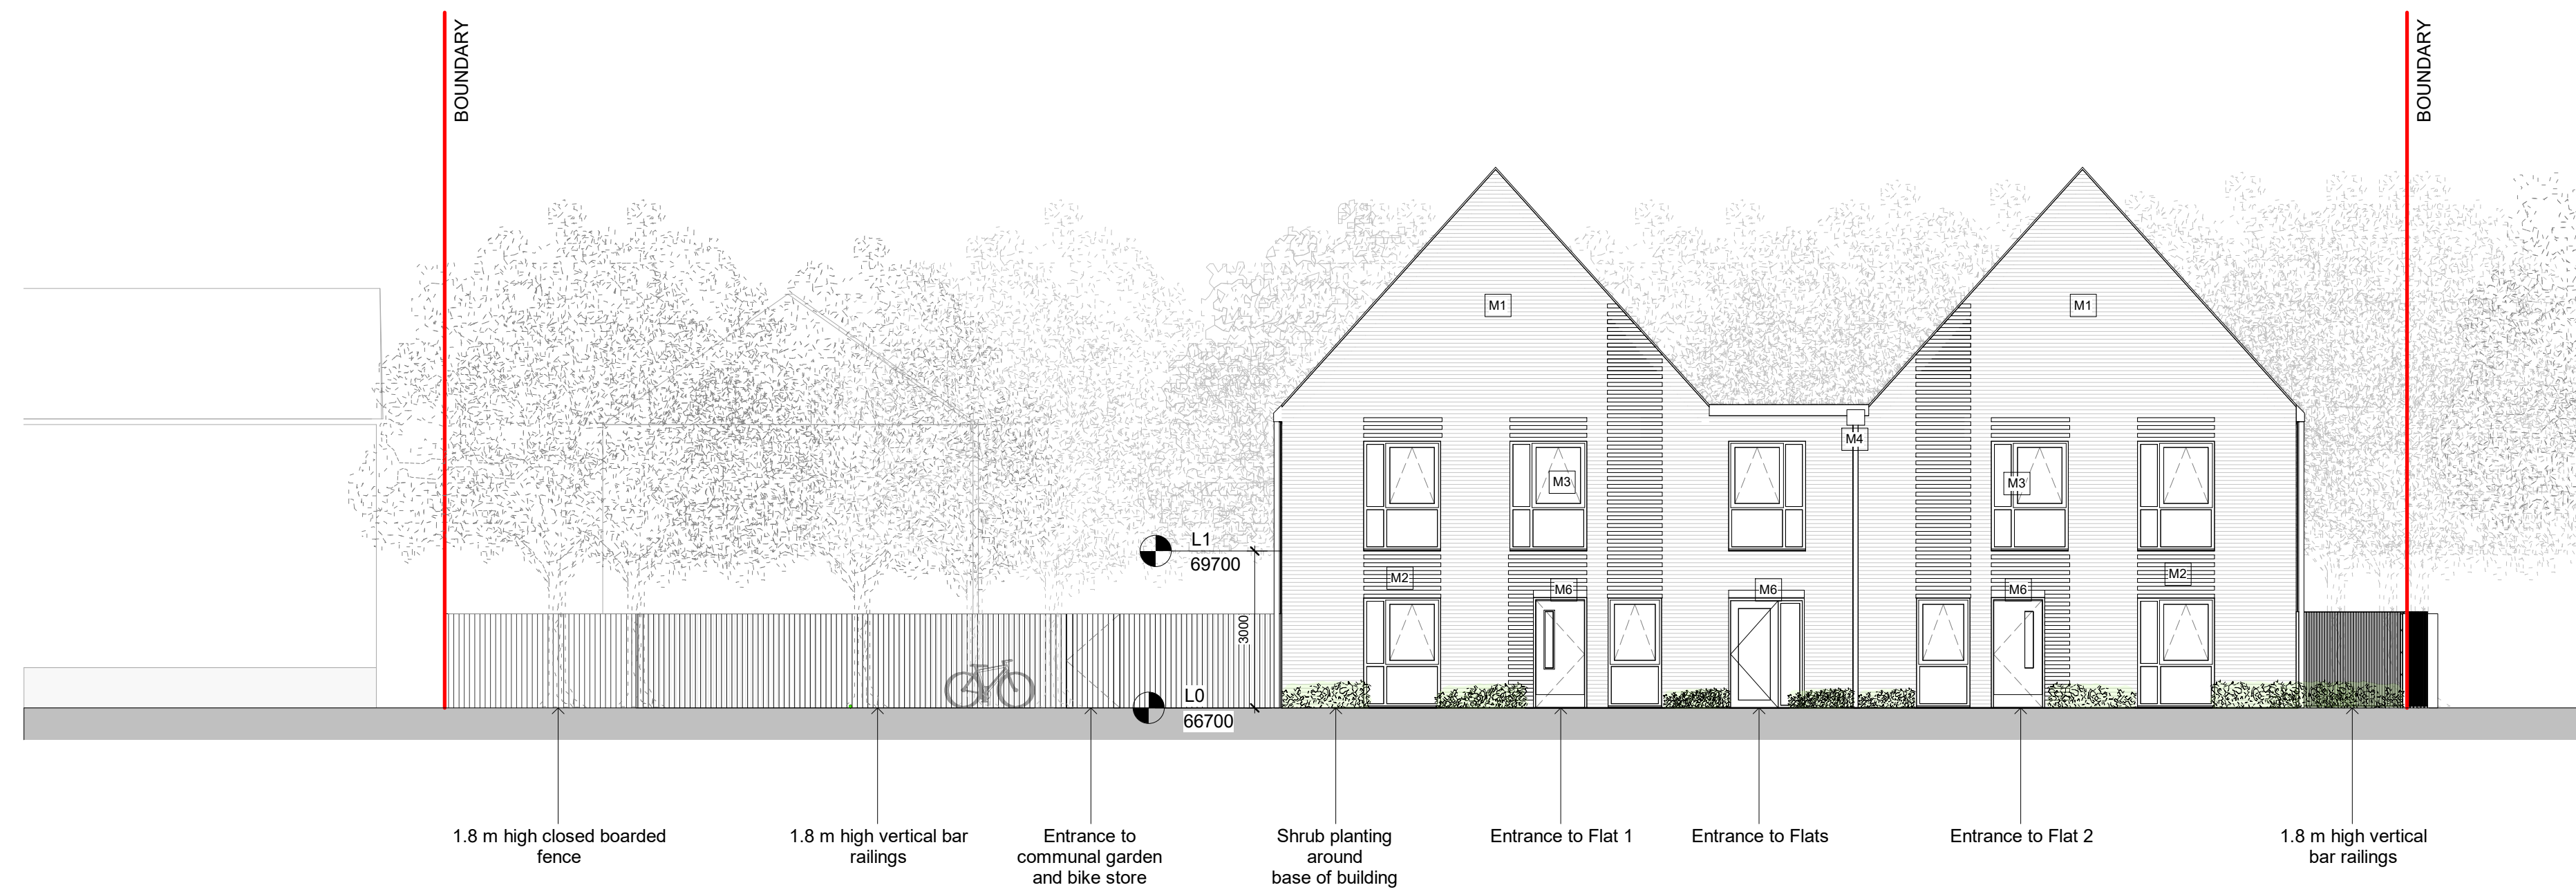 BOUNDARY
BOUNDARY
M1
M1
M4
M3
M3
L1
69700
M2
M2
M6
M6
M6
3000
L0
66700
1.8 m high closed boarded
fence
1.8 m high vertical bar
railings
Entrance to
communal garden
and bike store
Shrub planting
around
base of building
Entrance to Flat 1
Entrance to Flats
Entrance to Flat 2
1.8 m high vertical
bar railings